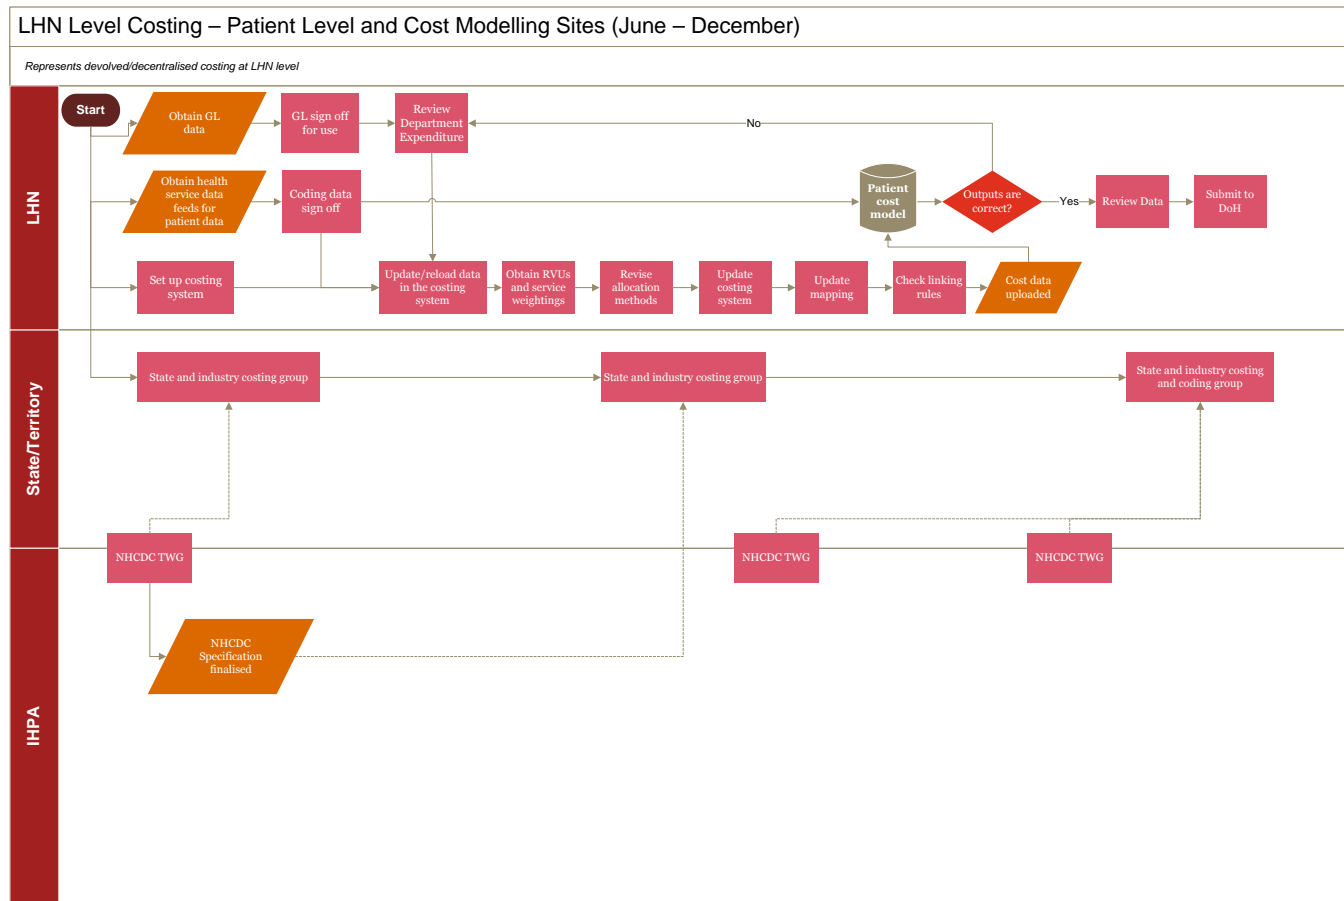 LHN Level Costing – Patient Level and Cost Modelling Sites (June – December)
Represents devolved/decentralised costing at LHN level
LHN
Start
Obtain GL
data
GL sign off
for use
Review
Department
Expenditure
No
Obtain health
service data
feeds for
patient data
Coding data
sign off
Patient
cost
model
Outputs are
correct?
Yes
Review Data
Submit to
DoH
Set up costing
system
Update/reload data
in the costing
system
Obtain RVUs
and service
weightings
Revise
allocation
methods
Update
costing
system
Update
mapping
Check linking
rules
Cost data
uploaded
State/Territory
State and industry costing group
State and industry costing group
State and industry costing
and coding group
NHCDC TWG
NHCDC TWG
NHCDC TWG
IHPA
NHCDC
Specification
finalised